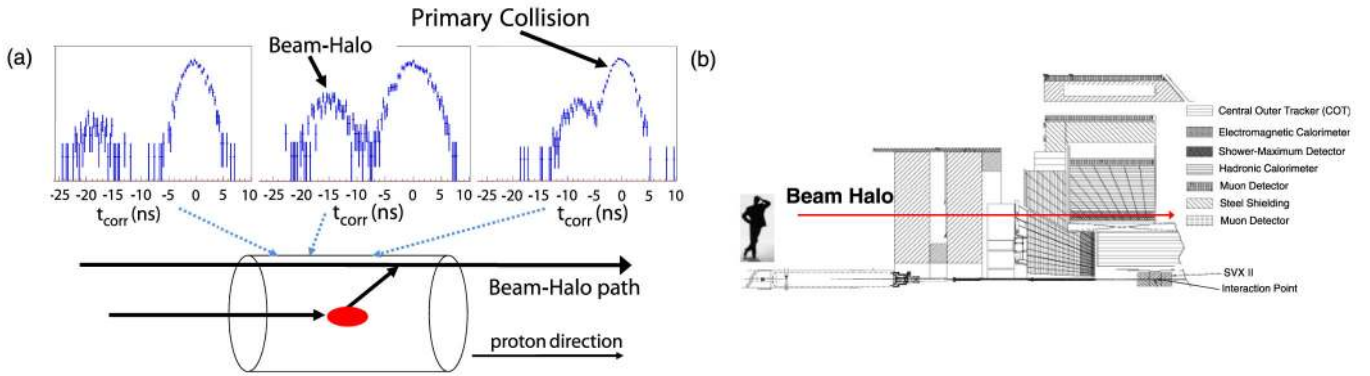 Primary Collision
(a)
Beam-Halo
-25 -20 -15 -10 -5 0 5 10
-25 -20 -15 -10 -5 0 5 10
-25 -20 -15 -10 -5 0 5 10
tcorr (ns)
tcorr (ns)
tcorr (ns)
Beam-Halo path
proton direction
(b)
Central Outer Tracker (COT)
Electromagnetic Calorimeter
Shower-Maximum Detector
Hadronic Calorimeter
Muon Detector
Steel Shielding
Muon Detector
Beam Halo
SVX II
Interaction Point